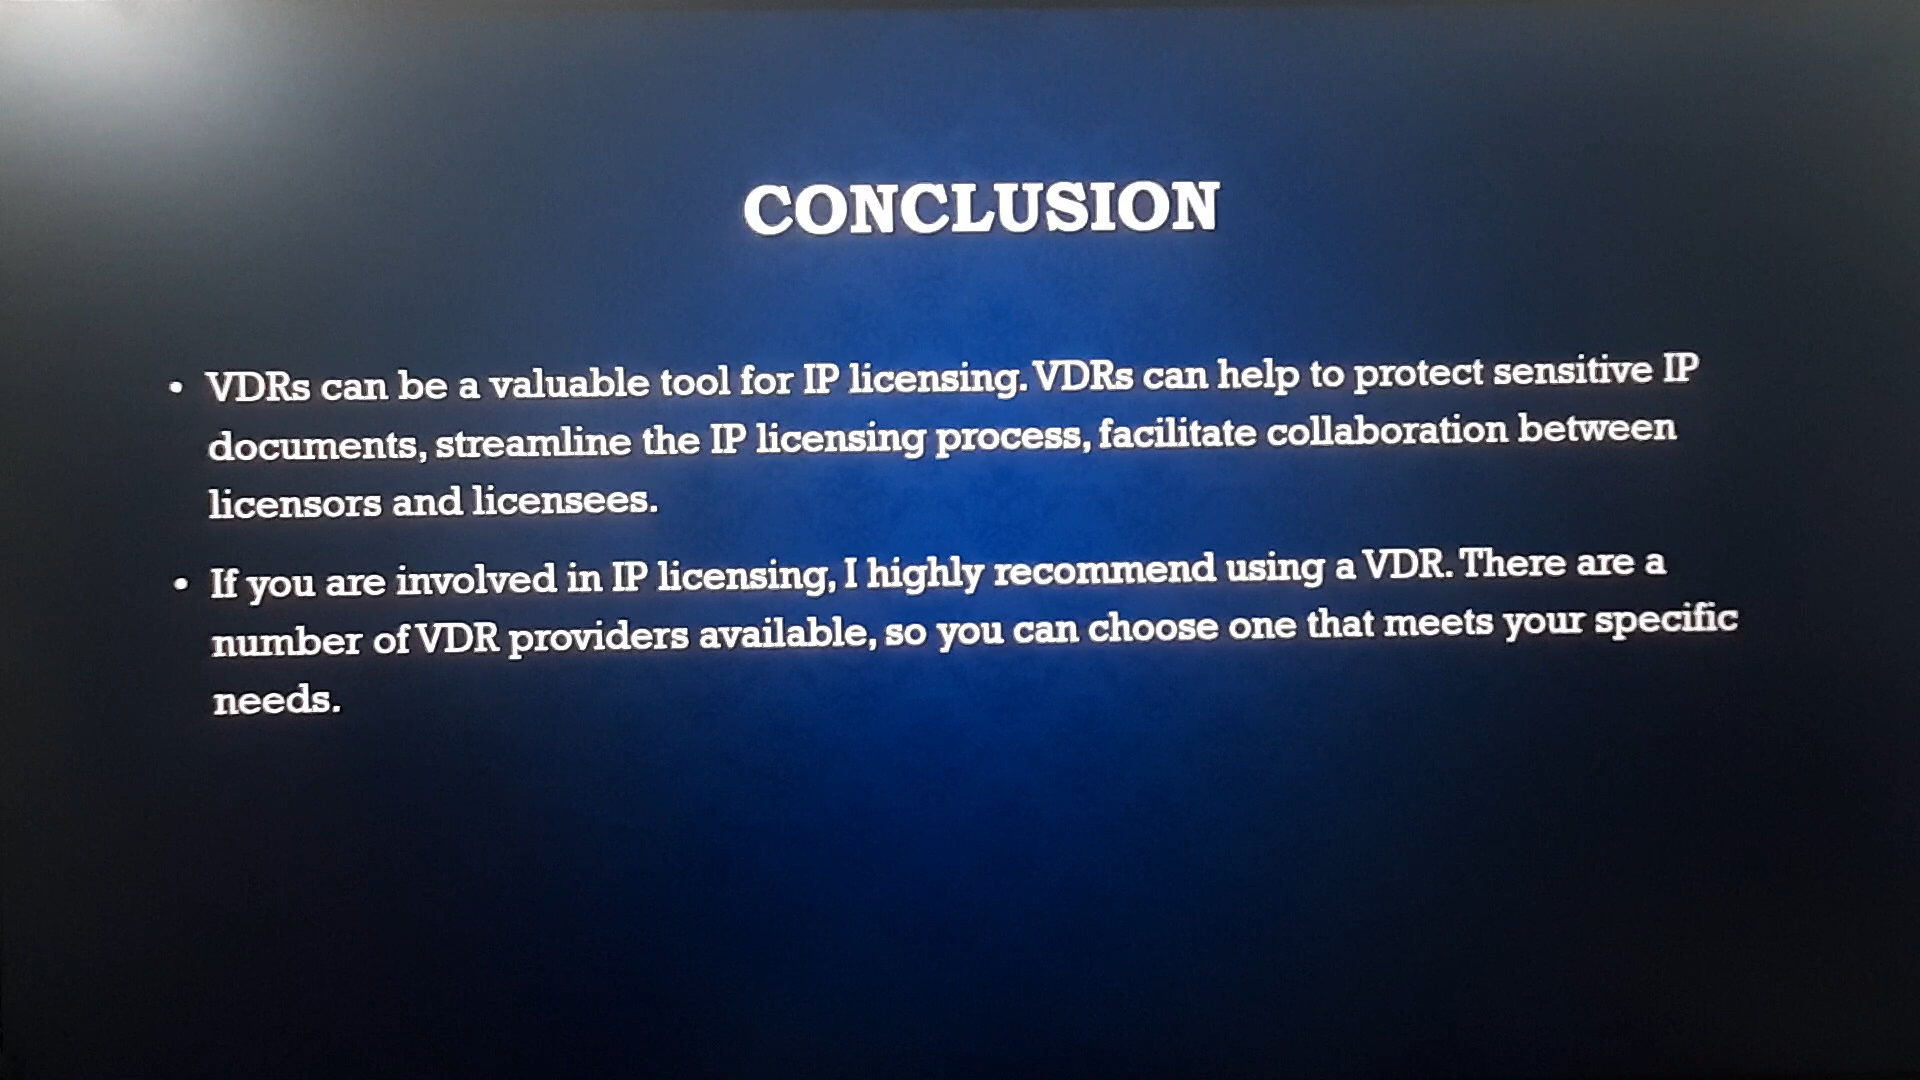 CONCLUSION
• VDRs can be a valuable tool for IP licensing. VDRs can help to protect sensitive IP
documents, streamline the IP licensing process, facilitate collaboration between
licensors and licensees.
• If you are involved in IP licensing, I highly recommend using a VDR. There are a
number of VDR providers available, so you can choose one that meets your specific
needs.